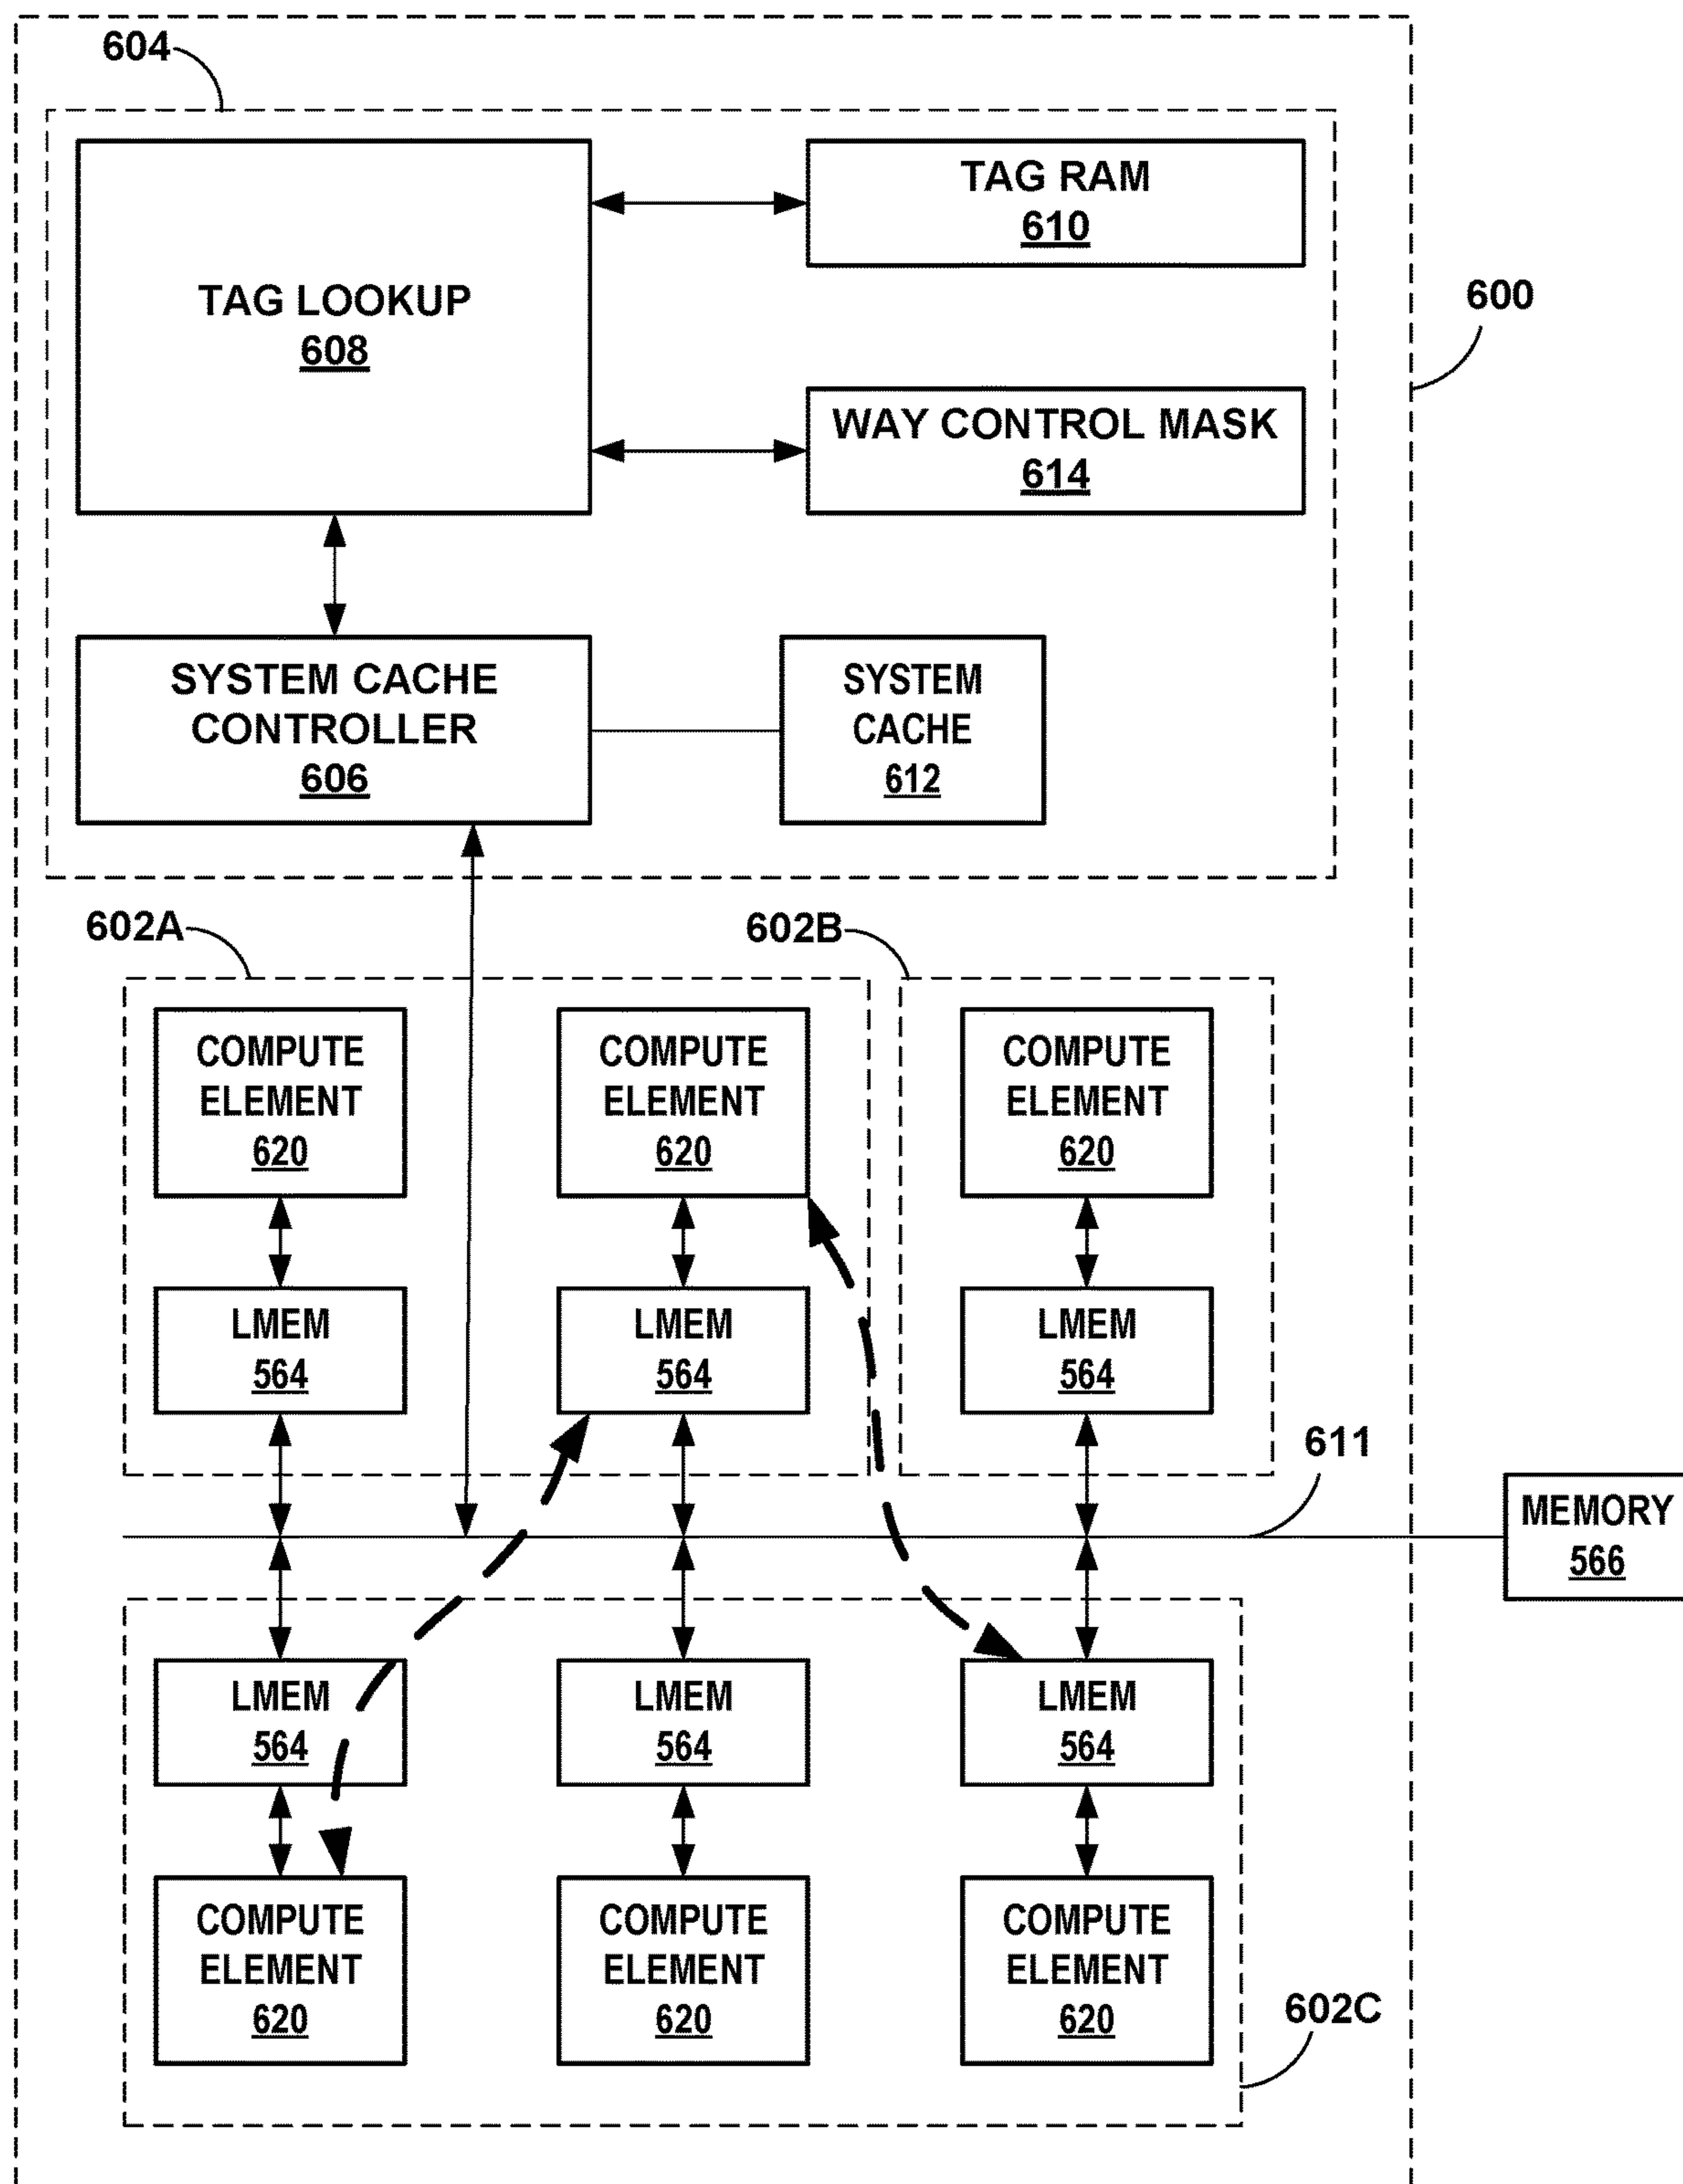 604
TAG LOOKUP
608
TAG RAM
610
600
WAY CONTROL MASK
614
SYSTEM CACHE
CONTROLLER
606
SYSTEM
CACHE
612
602A
602B
COMPUTE
ELEMENT
620
COMPUTE
ELEMENT
620
COMPUTE
ELEMENT
620
LMEM
564
LMEM
564
LMEM
564
611
MEMORY
566
LMEM
564
LMEM
564
LMEM
564
COMPUTE
ELEMENT
620
COMPUTE
ELEMENT
620
COMPUTE
ELEMENT
620
602C